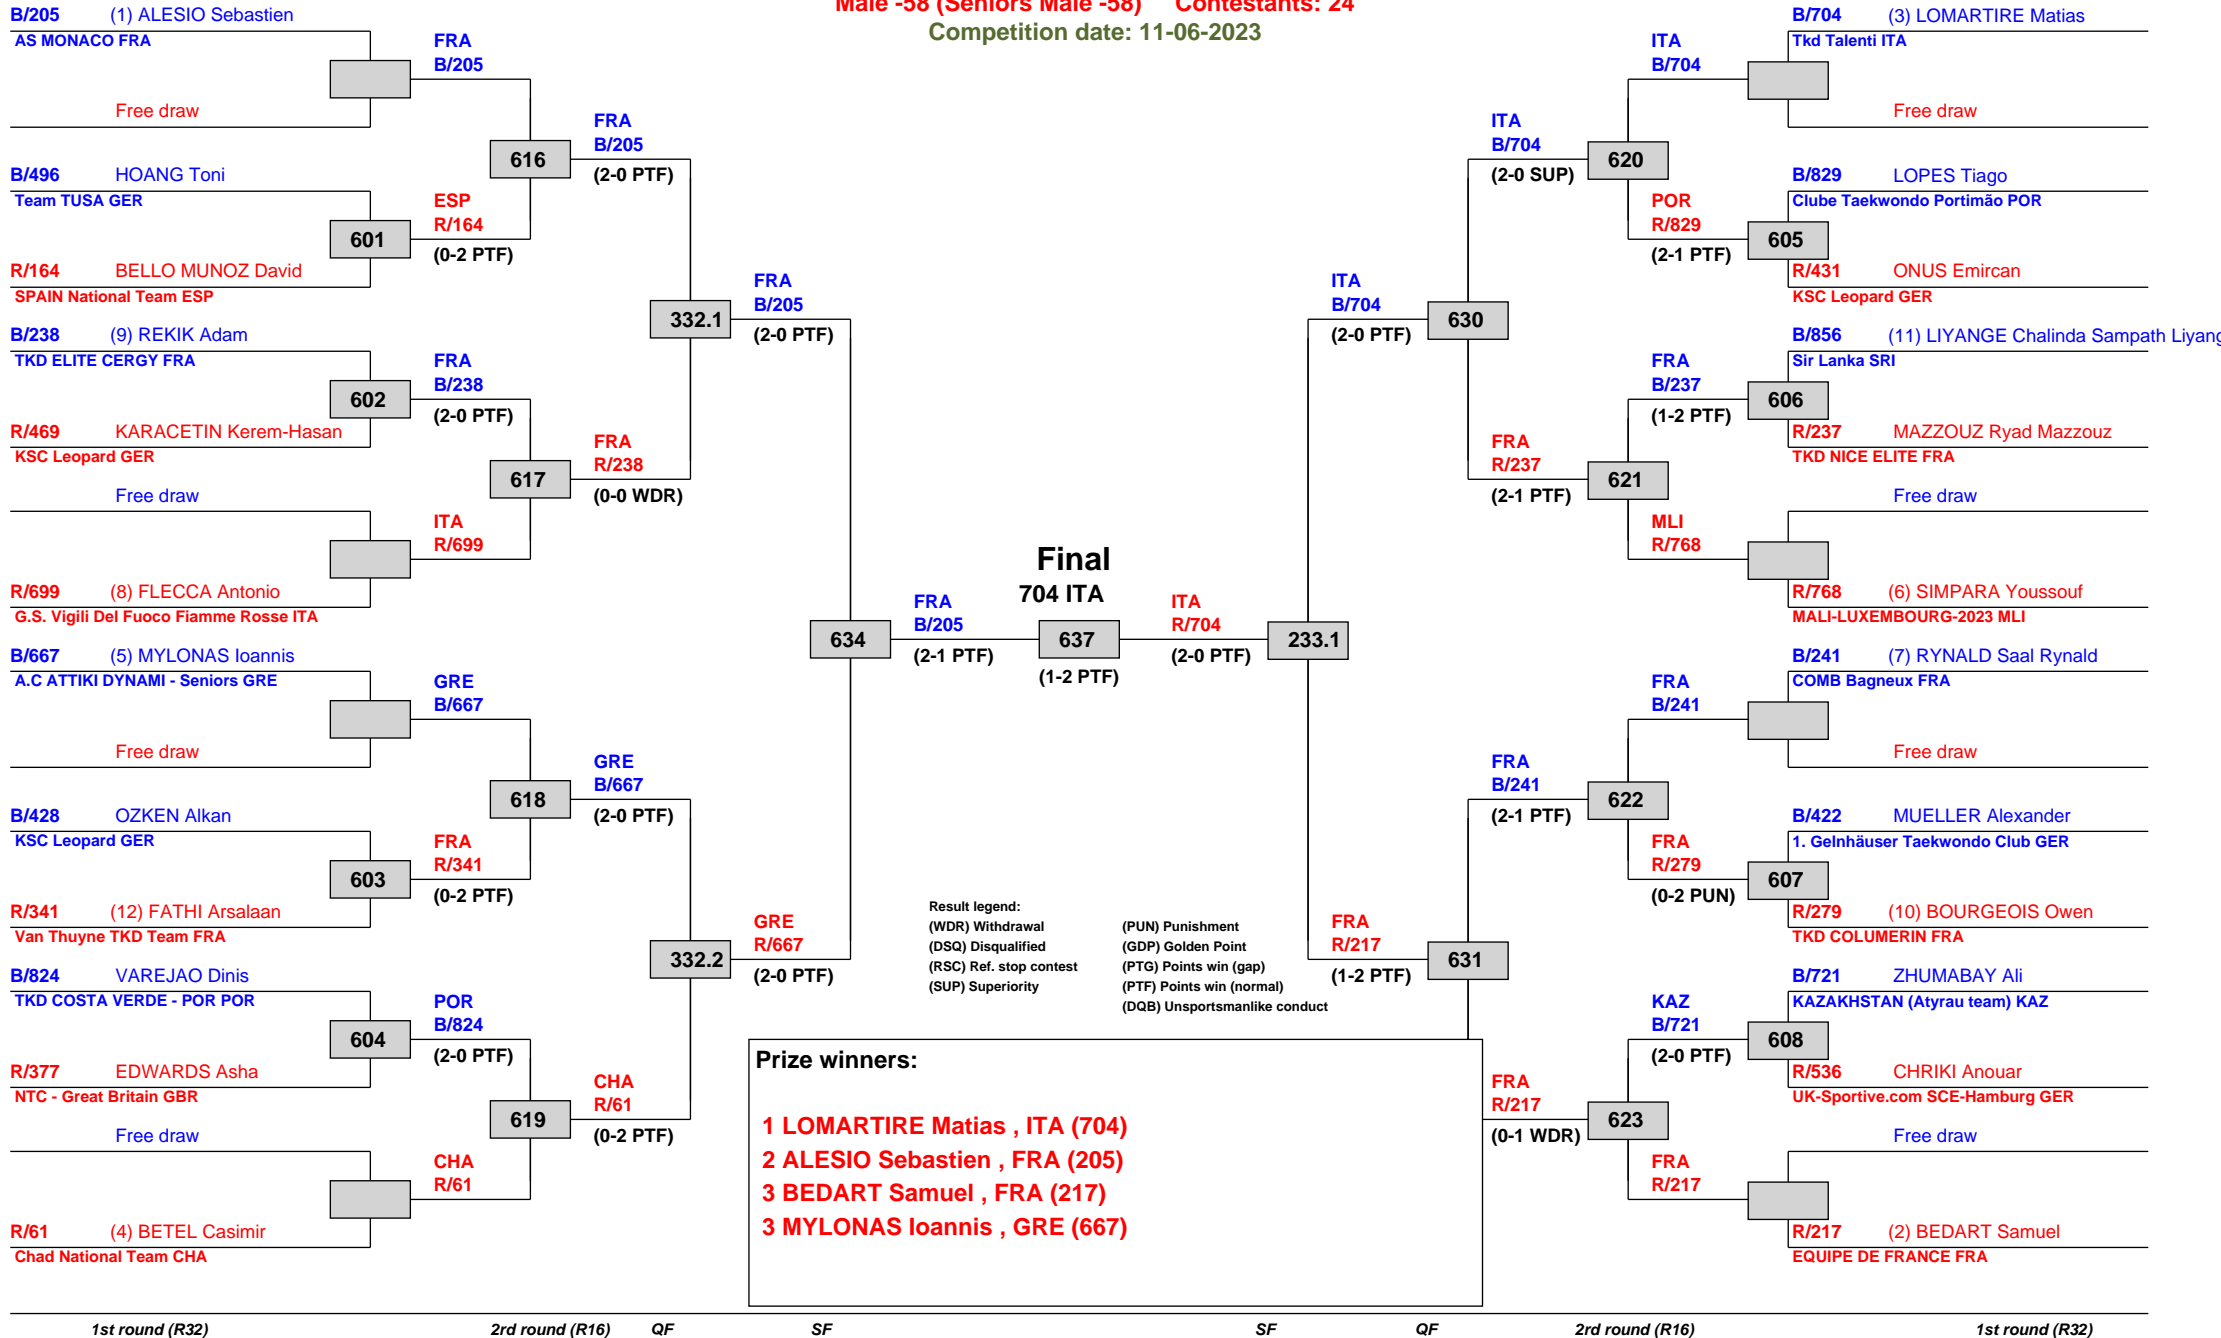 Male -58 (Seniors Male -58) Contestants: 24
Competition date: 11-06-2023
B/205 (1) ALESIO Sebastien
AS MONACO FRA
Free draw
B/496 HOANG Toni
Team TUSA GER
R/164 BELLO MUNOZ David
SPAIN National Team ESP
B/238 (9) REKIK Adam
TKD ELITE CERGY FRA
R/469 KARACETIN Kerem-Hasan
KSC Leopard GER
Free draw
R/699 (8) FLECCA Antonio
G.S. Vigili Del Fuoco Fiamme Rosse ITA
B/667 (5) MYLONAS Ioannis
A.C ATTIKI DYNAMI - Seniors GRE
Free draw
B/428 OZKEN Alkan
KSC Leopard GER
R/341 (12) FATHI Arsalaan
Van Thuyne TKD Team FRA
B/824 VAREJAO Dinis
TKD COSTA VERDE - POR POR
R/377 EDWARDS Asha
NTC - Great Britain GBR
Free draw
R/61 (4) BETEL Casimir
Chad National Team CHA
601
602
603
604
FRA
B/205
ESP
R/164
(0-2 PTF)
FRA
B/238
(2-0 PTF)
ITA
R/699
GRE
B/667
FRA
R/341
(0-2 PTF)
POR
B/824
(2-0 PTF)
CHA
R/61
616
617
618
619
FRA
B/205
(2-0 PTF)
FRA
R/238
(0-0 WDR)
GRE
B/667
(2-0 PTF)
CHA
R/61
(0-2 PTF)
332.1
332.2
FRA
B/205
(2-0 PTF)
GRE
R/667
(2-0 PTF)
634
FRA
B/205
(2-1 PTF)
Final
704 ITA
637
(1-2 PTF)
ITA
R/704
(2-0 PTF)
233.1
ITA
B/704
(2-0 PTF)
FRA
R/217
(1-2 PTF)
630
631
ITA
B/704
(2-0 SUP)
FRA
R/237
(2-1 PTF)
FRA
B/241
(2-1 PTF)
FRA
R/217
(0-1 WDR)
620
621
622
623
ITA
B/704
POR
R/829
(2-1 PTF)
FRA
B/237
(1-2 PTF)
MLI
R/768
FRA
B/241
FRA
R/279
(0-2 PUN)
KAZ
B/721
(2-0 PTF)
FRA
R/217
605
606
607
608
B/704 (3) LOMARTIRE Matias
Tkd Talenti ITA
Free draw
B/829 LOPES Tiago
Clube Taekwondo Portimão POR
R/431 ONUS Emircan
KSC Leopard GER
B/856 (11) LIYANGE Chalinda Sampath Liyang
Sir Lanka SRI
R/237 MAZZOUZ Ryad Mazzouz
TKD NICE ELITE FRA
Free draw
R/768 (6) SIMPARA Youssouf
MALI-LUXEMBOURG-2023 MLI
B/241 (7) RYNALD Saal Rynald
COMB Bagneux FRA
Free draw
B/422 MUELLER Alexander
1. Gelnhäuser Taekwondo Club GER
R/279 (10) BOURGEOIS Owen
TKD COLUMERIN FRA
B/721 ZHUMABAY Ali
KAZAKHSTAN (Atyrau team) KAZ
R/536 CHRIKI Anouar
UK-Sportive.com SCE-Hamburg GER
Free draw
R/217 (2) BEDART Samuel
EQUIPE DE FRANCE FRA
Result legend:
(WDR) Withdrawal
(DSQ) Disqualified
(RSC) Ref. stop contest
(SUP) Superiority
(PUN) Punishment
(GDP) Golden Point
(PTG) Points win (gap)
(PTF) Points win (normal)
(DQB) Unsportsmanlike conduct
Prize winners:
1 LOMARTIRE Matias , ITA (704)
2 ALESIO Sebastien , FRA (205)
3 BEDART Samuel , FRA (217)
3 MYLONAS Ioannis , GRE (667)
1st round (R32) 2rd round (R16) QF SF SF QF 2rd round (R16) 1st round (R32)